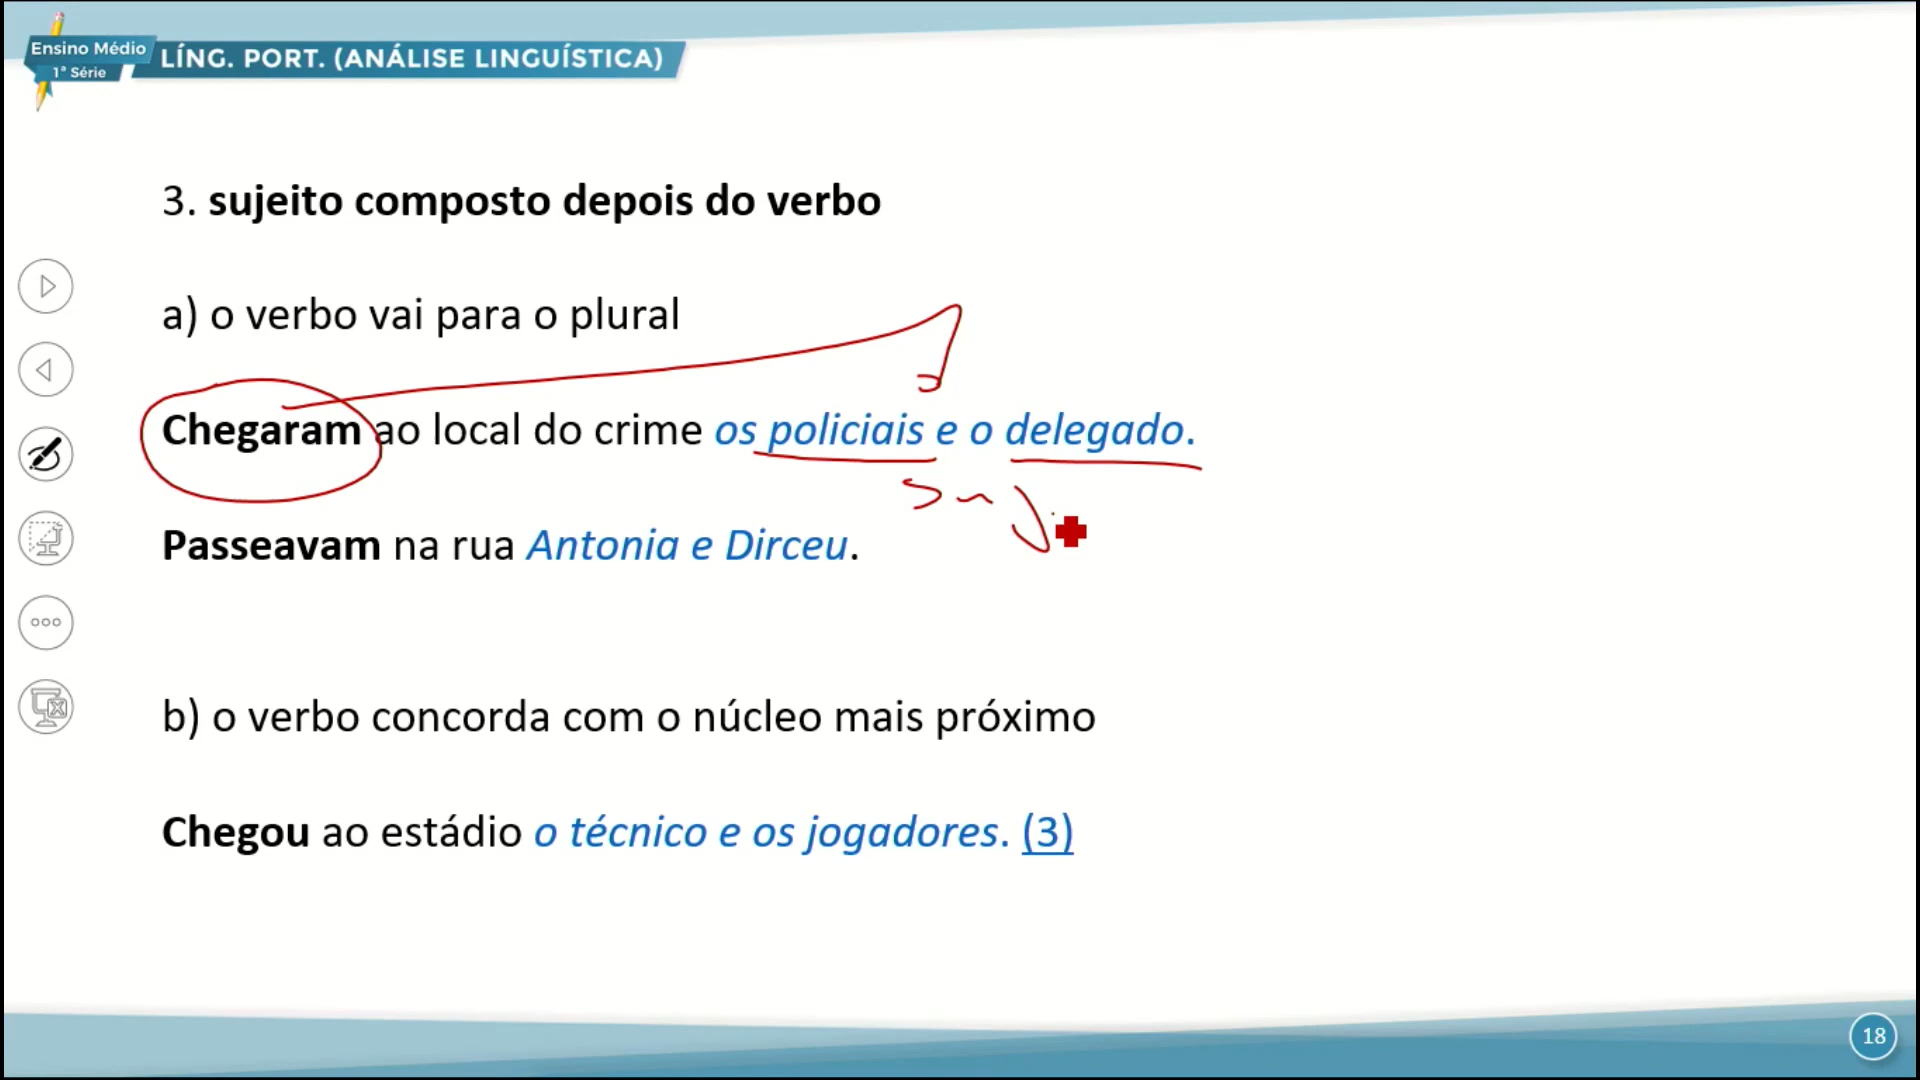 Ensino Médio
1ª Série
LÍNG. PORT. (ANÁLISE LINGUÍSTICA)
3. sujeito composto depois do verbo
a) o verbo vai para o plural
Chegaram ao local do crime os policiais e o delegado.
Passeavam na rua Antonia e Dirceu.
b) o verbo concorda com o núcleo mais próximo
Chegou ao estádio o técnico e os jogadores. (3)
18